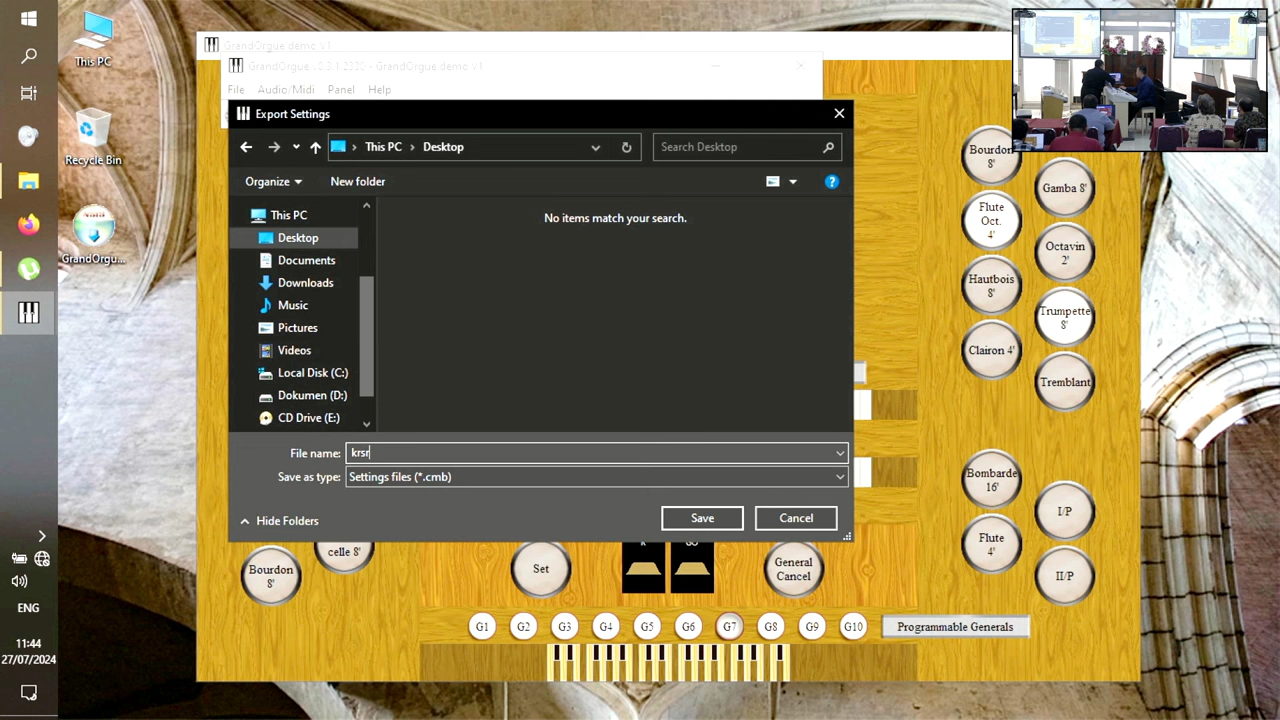 This PC
Recycle Bin
GrandOrgu...
GrandOrgue demo V1
GrandOrgue v0.3.1.2330 - GrandOrgue demo V1
File Audio/Midi Panel Help
Export Settings
This PC > Desktop
Search Desktop
Organize New folder
This PC
Desktop
Documents
Downloads
Music
Pictures
Videos
Local Disk (C:)
Dokumen (D:)
CD Drive (E:)
No items match your search.
File name: krsr
Save as type: Settings files (*.cmb)
Hide Folders
Save Cancel
Bourdon
8'
Gamba 8'
Flute
Oct.
4'
Octavin
2'
Hautbois
8'
Trumpette
8'
Clairon 4'
Tremblant
Bombarde
16'
I/P
Flute
4'
II/P
celle 8'
Bourdon
8'
Set
General
Cancel
G1 G2 G3 G4 G5 G6 G7 G8 G9 G10
Programmable Generals
ENG
11:44
27/07/2024